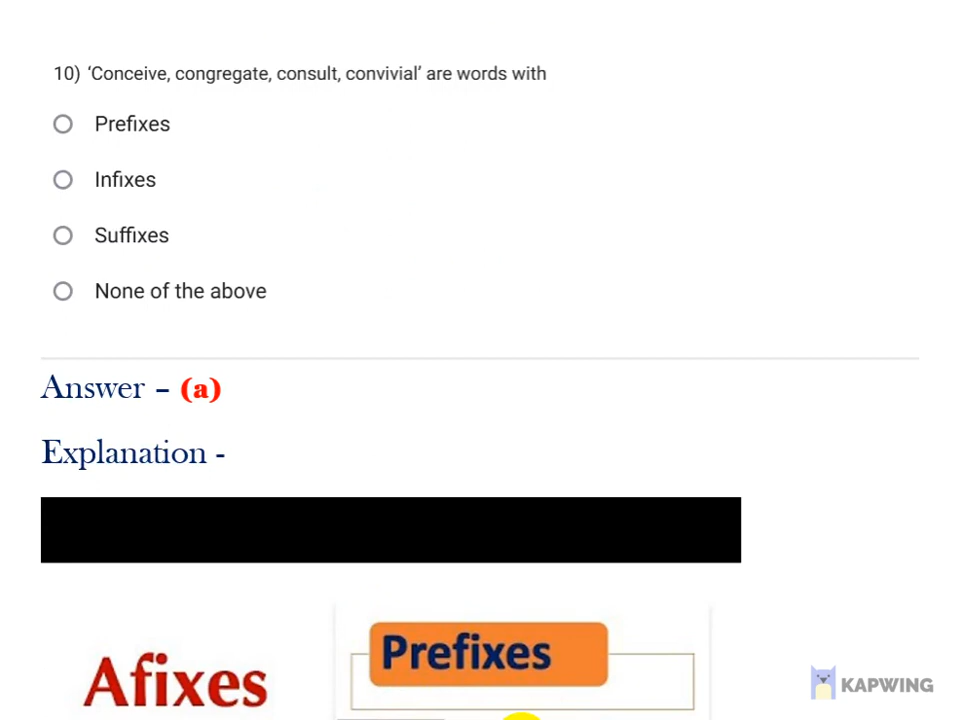 10) ‘Conceive, congregate, consult, convivial’ are words with
Prefixes
Infixes
Suffixes
None of the above
Answer – (a)
Explanation -
Prefixes
Afixes
KAPWING